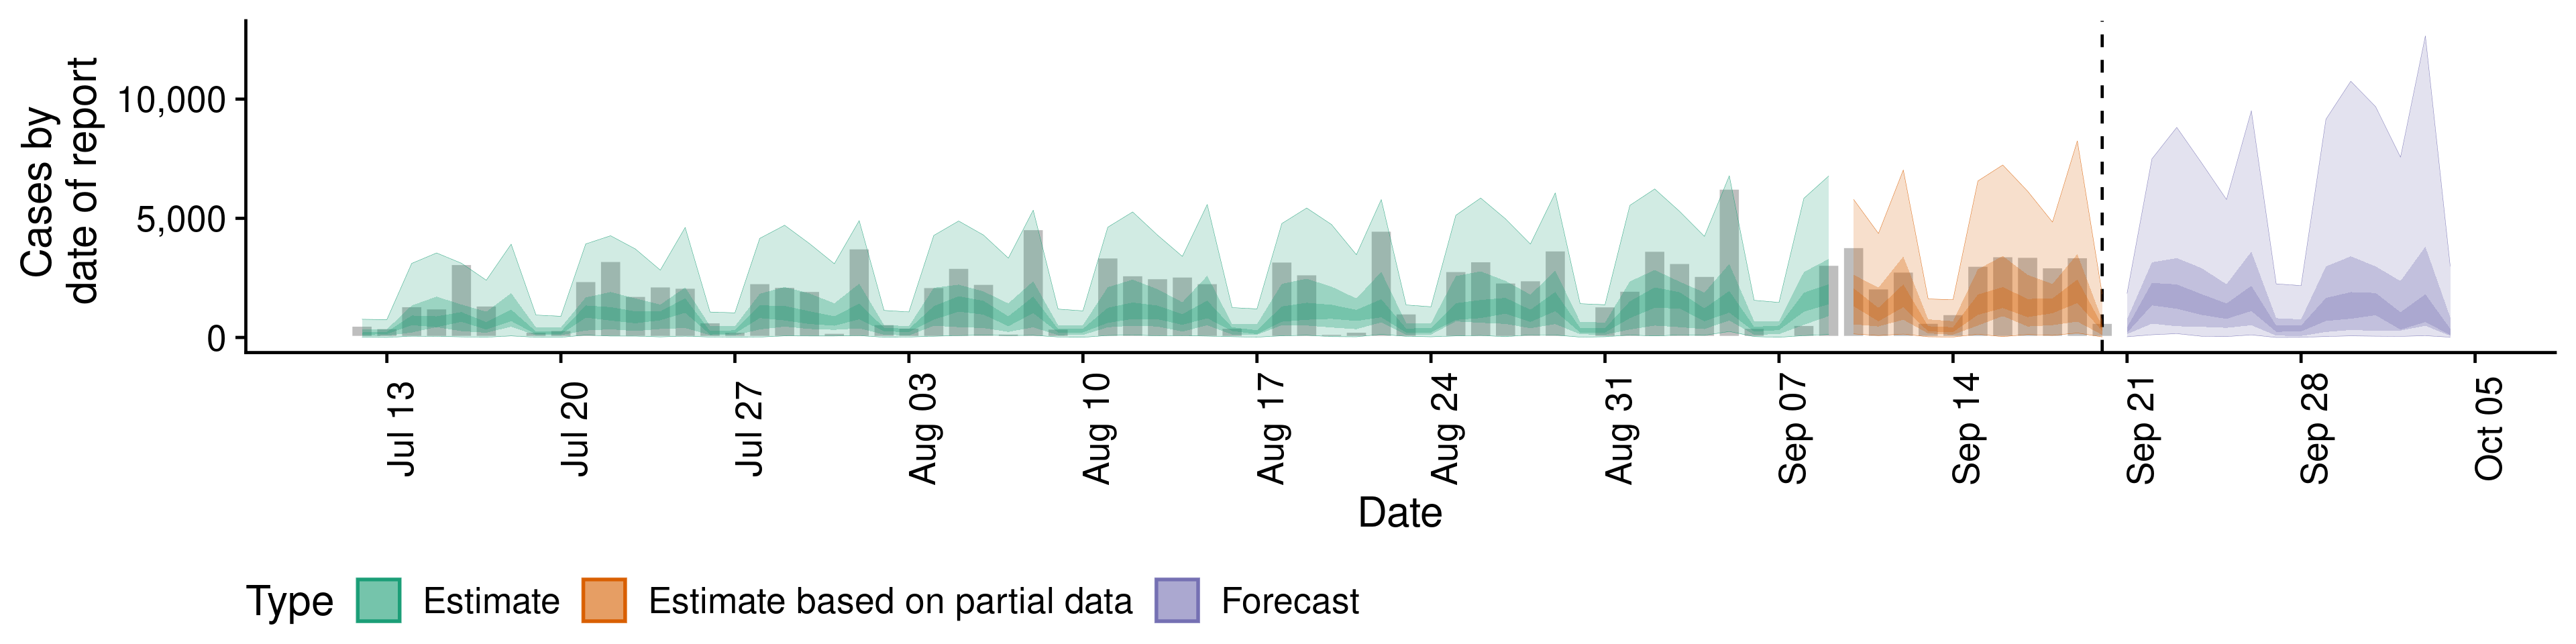 Cases by
date of report
10,000
5,000
0
Jul 13
Jul 20
Jul 27
Aug 03
Aug 10
Aug 17
Aug 24
Aug 31
Sep 07
Sep 14
Sep 21
Sep 28
Oct 05
Date
Type
Estimate
Estimate based on partial data
Forecast